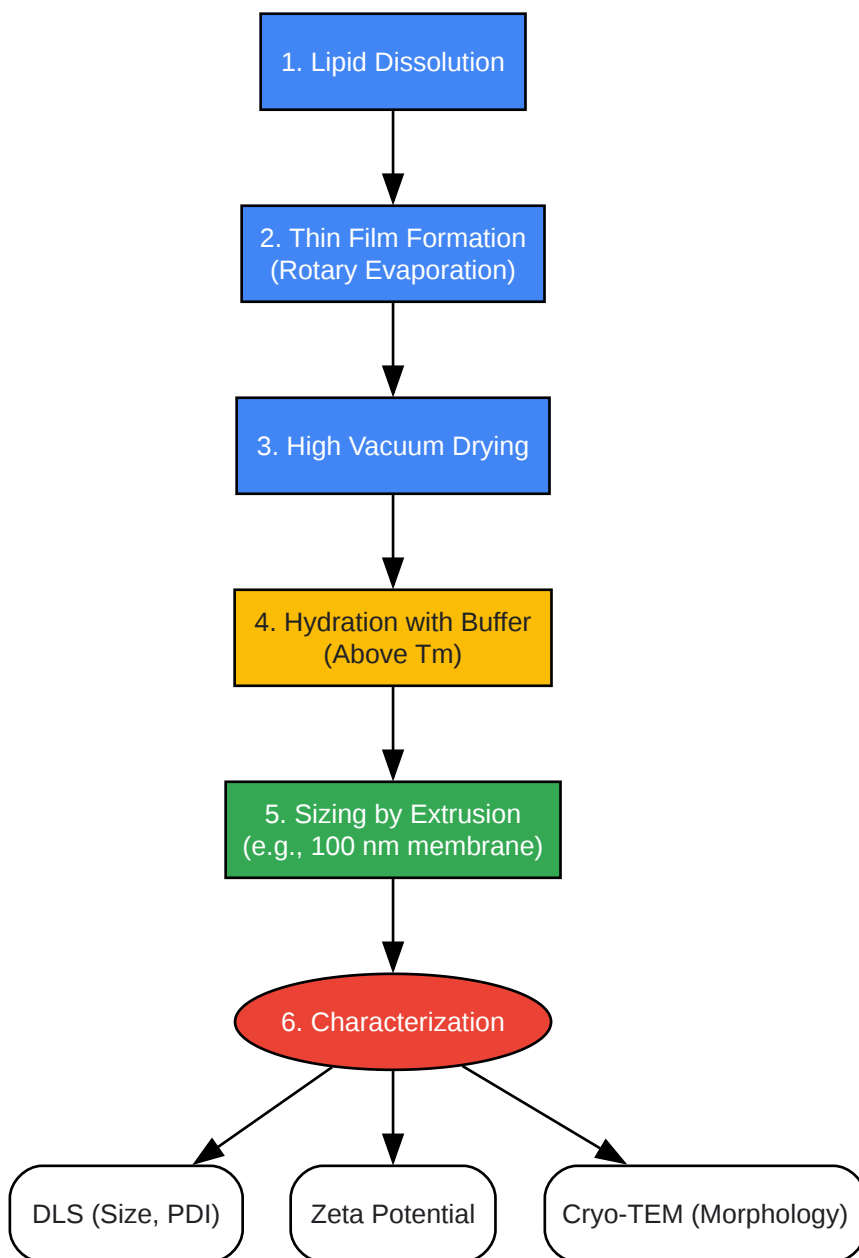 1. Lipid Dissolution
2. Thin Film Formation
(Rotary Evaporation)
3. High Vacuum Drying
4. Hydration with Buffer
(Above Tm)
5. Sizing by Extrusion
(e.g., 100 nm membrane)
6. Characterization
DLS (Size, PDI)
Zeta Potential
Cryo-TEM (Morphology)